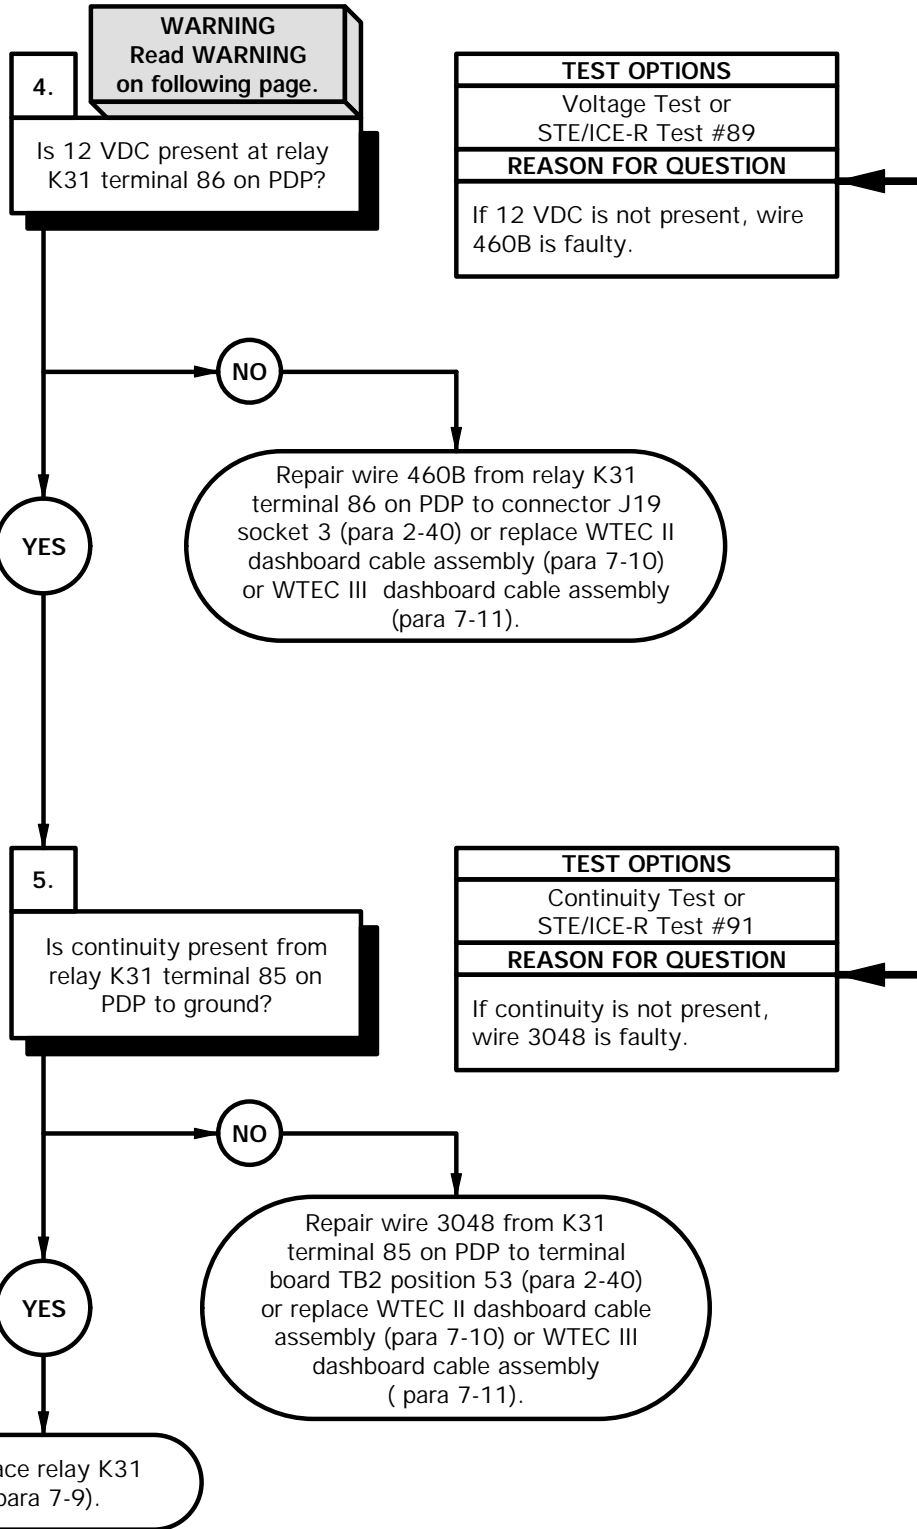 WARNING
Read WARNING
on following page.
4.
Is 12 VDC present at relay
K31 terminal 86 on PDP?
TEST OPTIONS
Voltage Test or
STE/ICE-R Test #89
REASON FOR QUESTION
If 12 VDC is not present, wire
460B is faulty.
NO
Repair wire 460B from relay K31
terminal 86 on PDP to connector J19
socket 3 (para 2-40) or replace WTEC II
dashboard cable assembly (para 7-10)
or WTEC III dashboard cable assembly
(para 7-11).
YES
5.
Is continuity present from
relay K31 terminal 85 on
PDP to ground?
TEST OPTIONS
Continuity Test or
STE/ICE-R Test #91
REASON FOR QUESTION
If continuity is not present,
wire 3048 is faulty.
NO
Repair wire 3048 from K31
terminal 85 on PDP to terminal
board TB2 position 53 (para 2-40)
or replace WTEC II dashboard cable
assembly (para 7-10) or WTEC III
dashboard cable assembly
( para 7-11).
YES
relay K31
para 7-9).